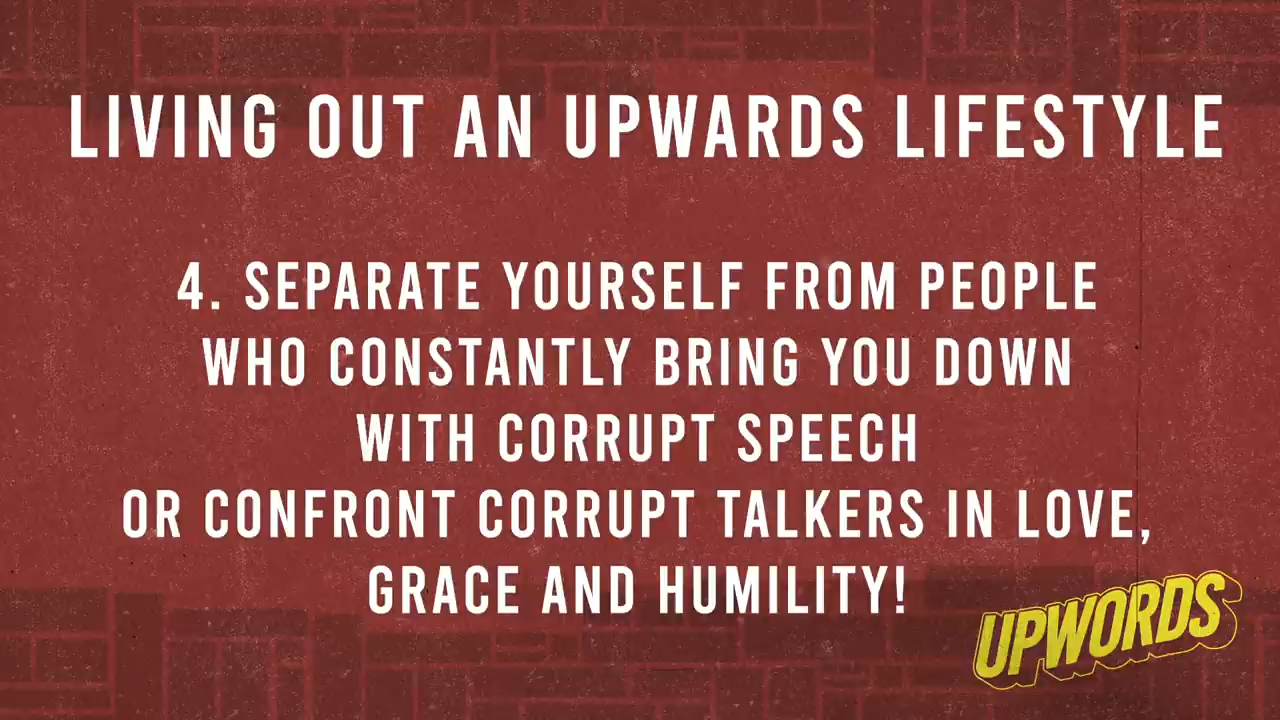 LIVING OUT AN UPWARDS LIFESTYLE
4. SEPARATE YOURSELF FROM PEOPLE
WHO CONSTANTLY BRING YOU DOWN
WITH CORRUPT SPEECH
OR CONFRONT CORRUPT TALKERS IN LOVE,
GRACE AND HUMILITY!
UPWORDS